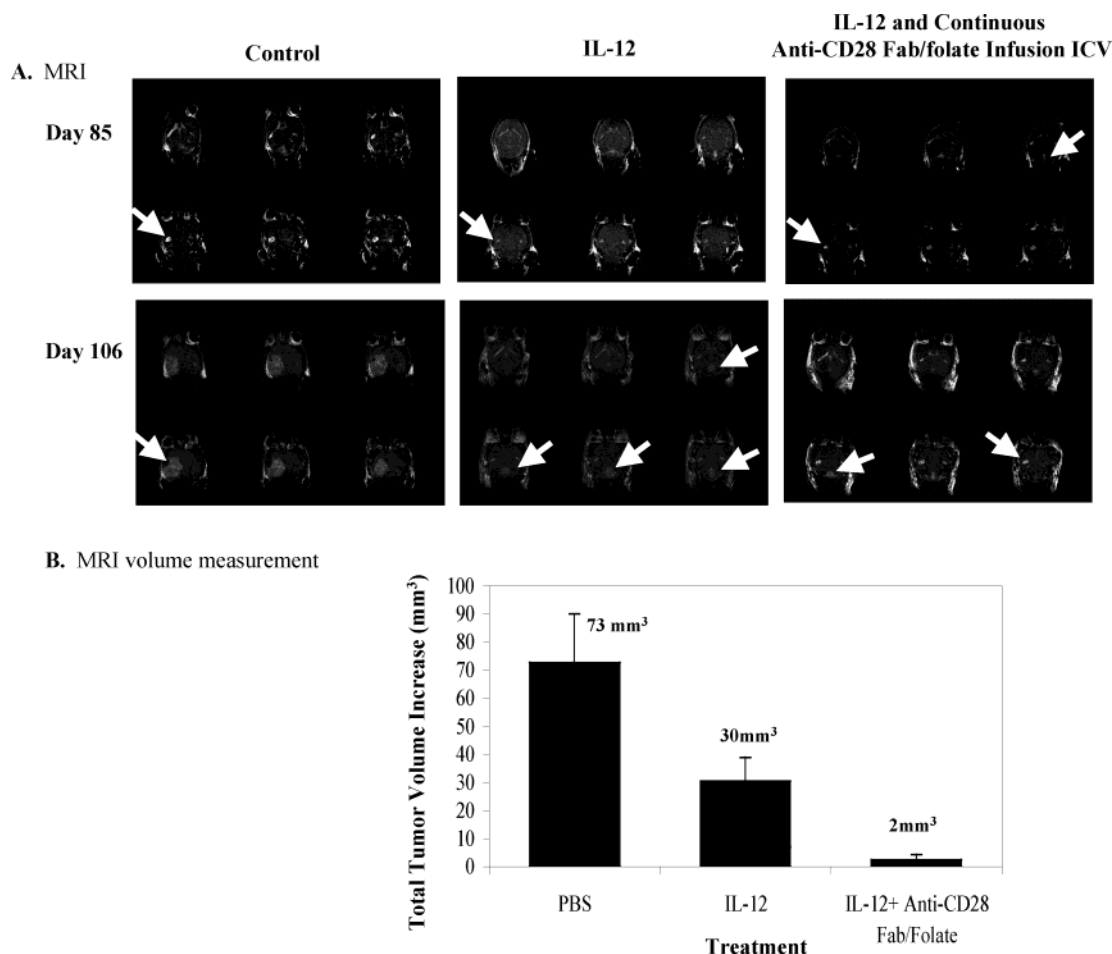 Control
IL-12
IL-12 and Continuous
Anti-CD28 Fab/folate Infusion ICV
A. MRI
Day 85
Day 106
B. MRI volume measurement
Total Tumor Volume Increase (mm³)
100
90
80
70
60
50
40
30
20
10
0
73 mm³
30mm³
2mm³
PBS
IL-12
IL-12+ Anti-CD28
Fab/Folate
Treatment